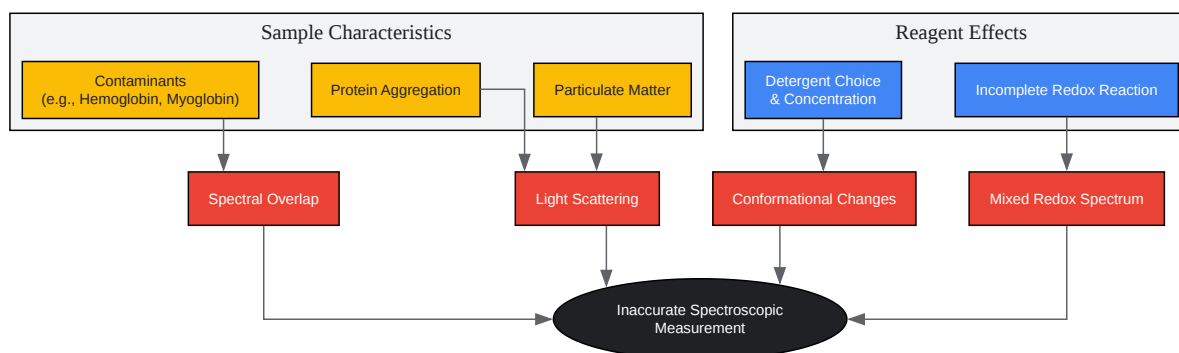 Sample Characteristics
Reagent Effects
Contaminants
(e.g., Hemoglobin, Myoglobin)
Protein Aggregation
Particulate Matter
Detergent Choice
& Concentration
Incomplete Redox Reaction
Spectral Overlap
Light Scattering
Conformational Changes
Mixed Redox Spectrum
Inaccurate Spectroscopic
Measurement